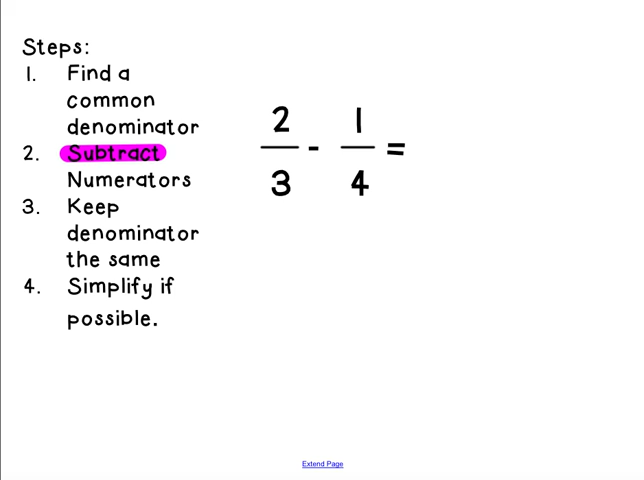 Steps:
1. Find a
common
denominator
2. Subtract
Numerators
3. Keep
denominator
the same
4. Simplify if
possible.
2/3 - 1/4 =
Extend Page